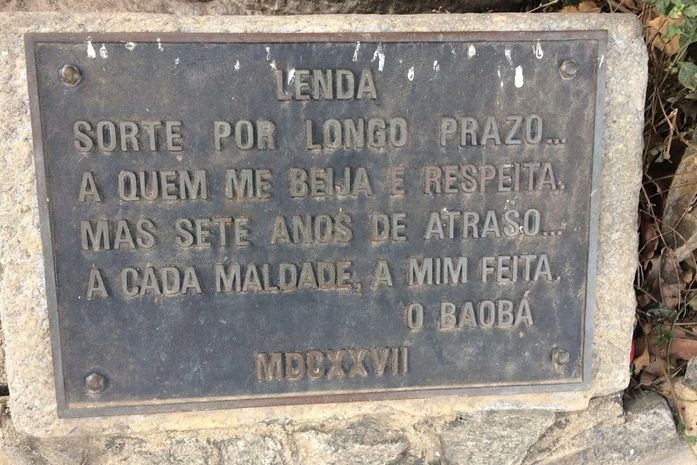 LENDA
SORTE POR LONGO PRAZO...
A QUEM ME BEIJA E RESPEITA.
MAS SETE ANOS DE ATRASO...
A CADA MALDADE, A MIM FEITA.
O BAOBÁ
MDCXXVII